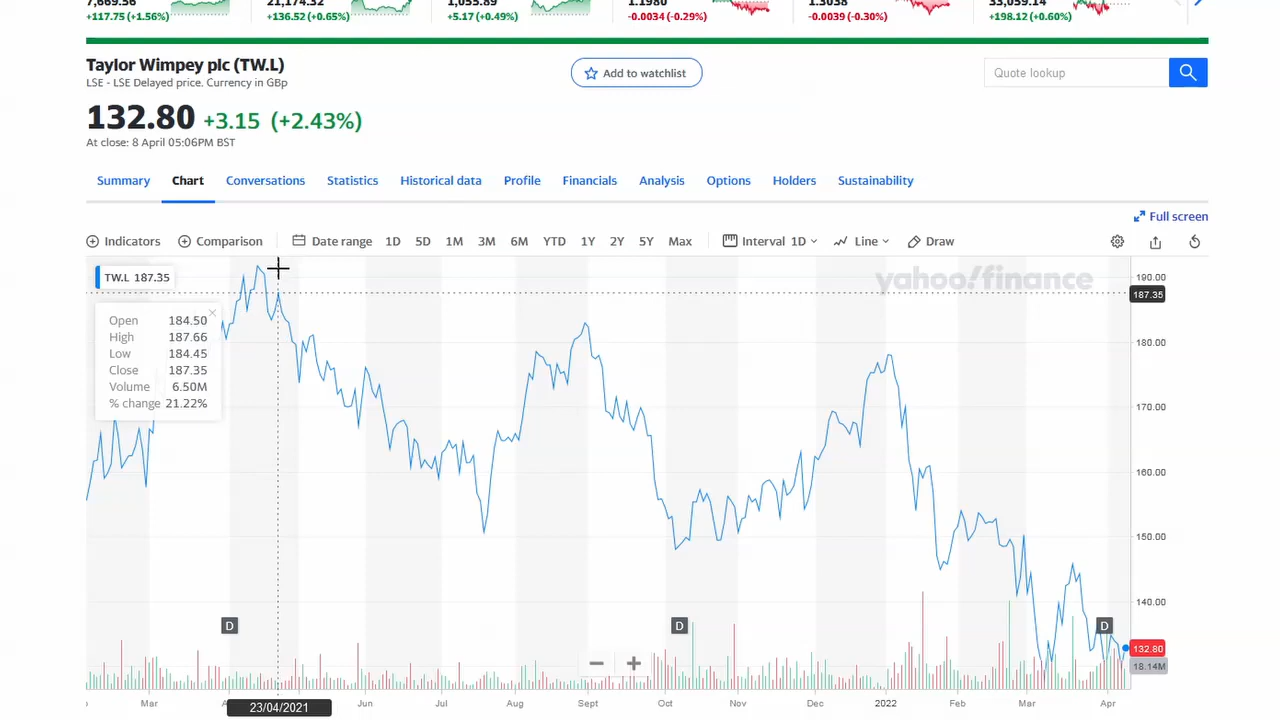 7,669.56
21,174.32
1,055.89
1.1980
1.3038
33,059.14
+117.75 (+1.56%)
+136.52 (+0.65%)
+5.17 (+0.49%)
-0.0034 (-0.29%)
-0.0039 (-0.30%)
+198.12 (+0.60%)
Taylor Wimpey plc (TW.L)
LSE - LSE Delayed price. Currency in GBp
Add to watchlist
Quote lookup
132.80 +3.15 (+2.43%)
At close: 8 April 05:06PM BST
Summary Chart Conversations Statistics Historical data Profile Financials Analysis Options Holders Sustainability
Full screen
Indicators Comparison Date range 1D 5D 1M 3M 6M YTD 1Y 2Y 5Y Max Interval 1D Line Draw
TW.L 187.35
yahoo!finance
190.00
187.35
Open 184.50
High 187.66
Low 184.45
Close 187.35
Volume 6.50M
% change 21.22%
180.00
170.00
160.00
150.00
140.00
D D D
132.80
18.14M
Mar Jun Jul Aug Sept Oct Nov Dec 2022 Feb Mar Apr
23/04/2021